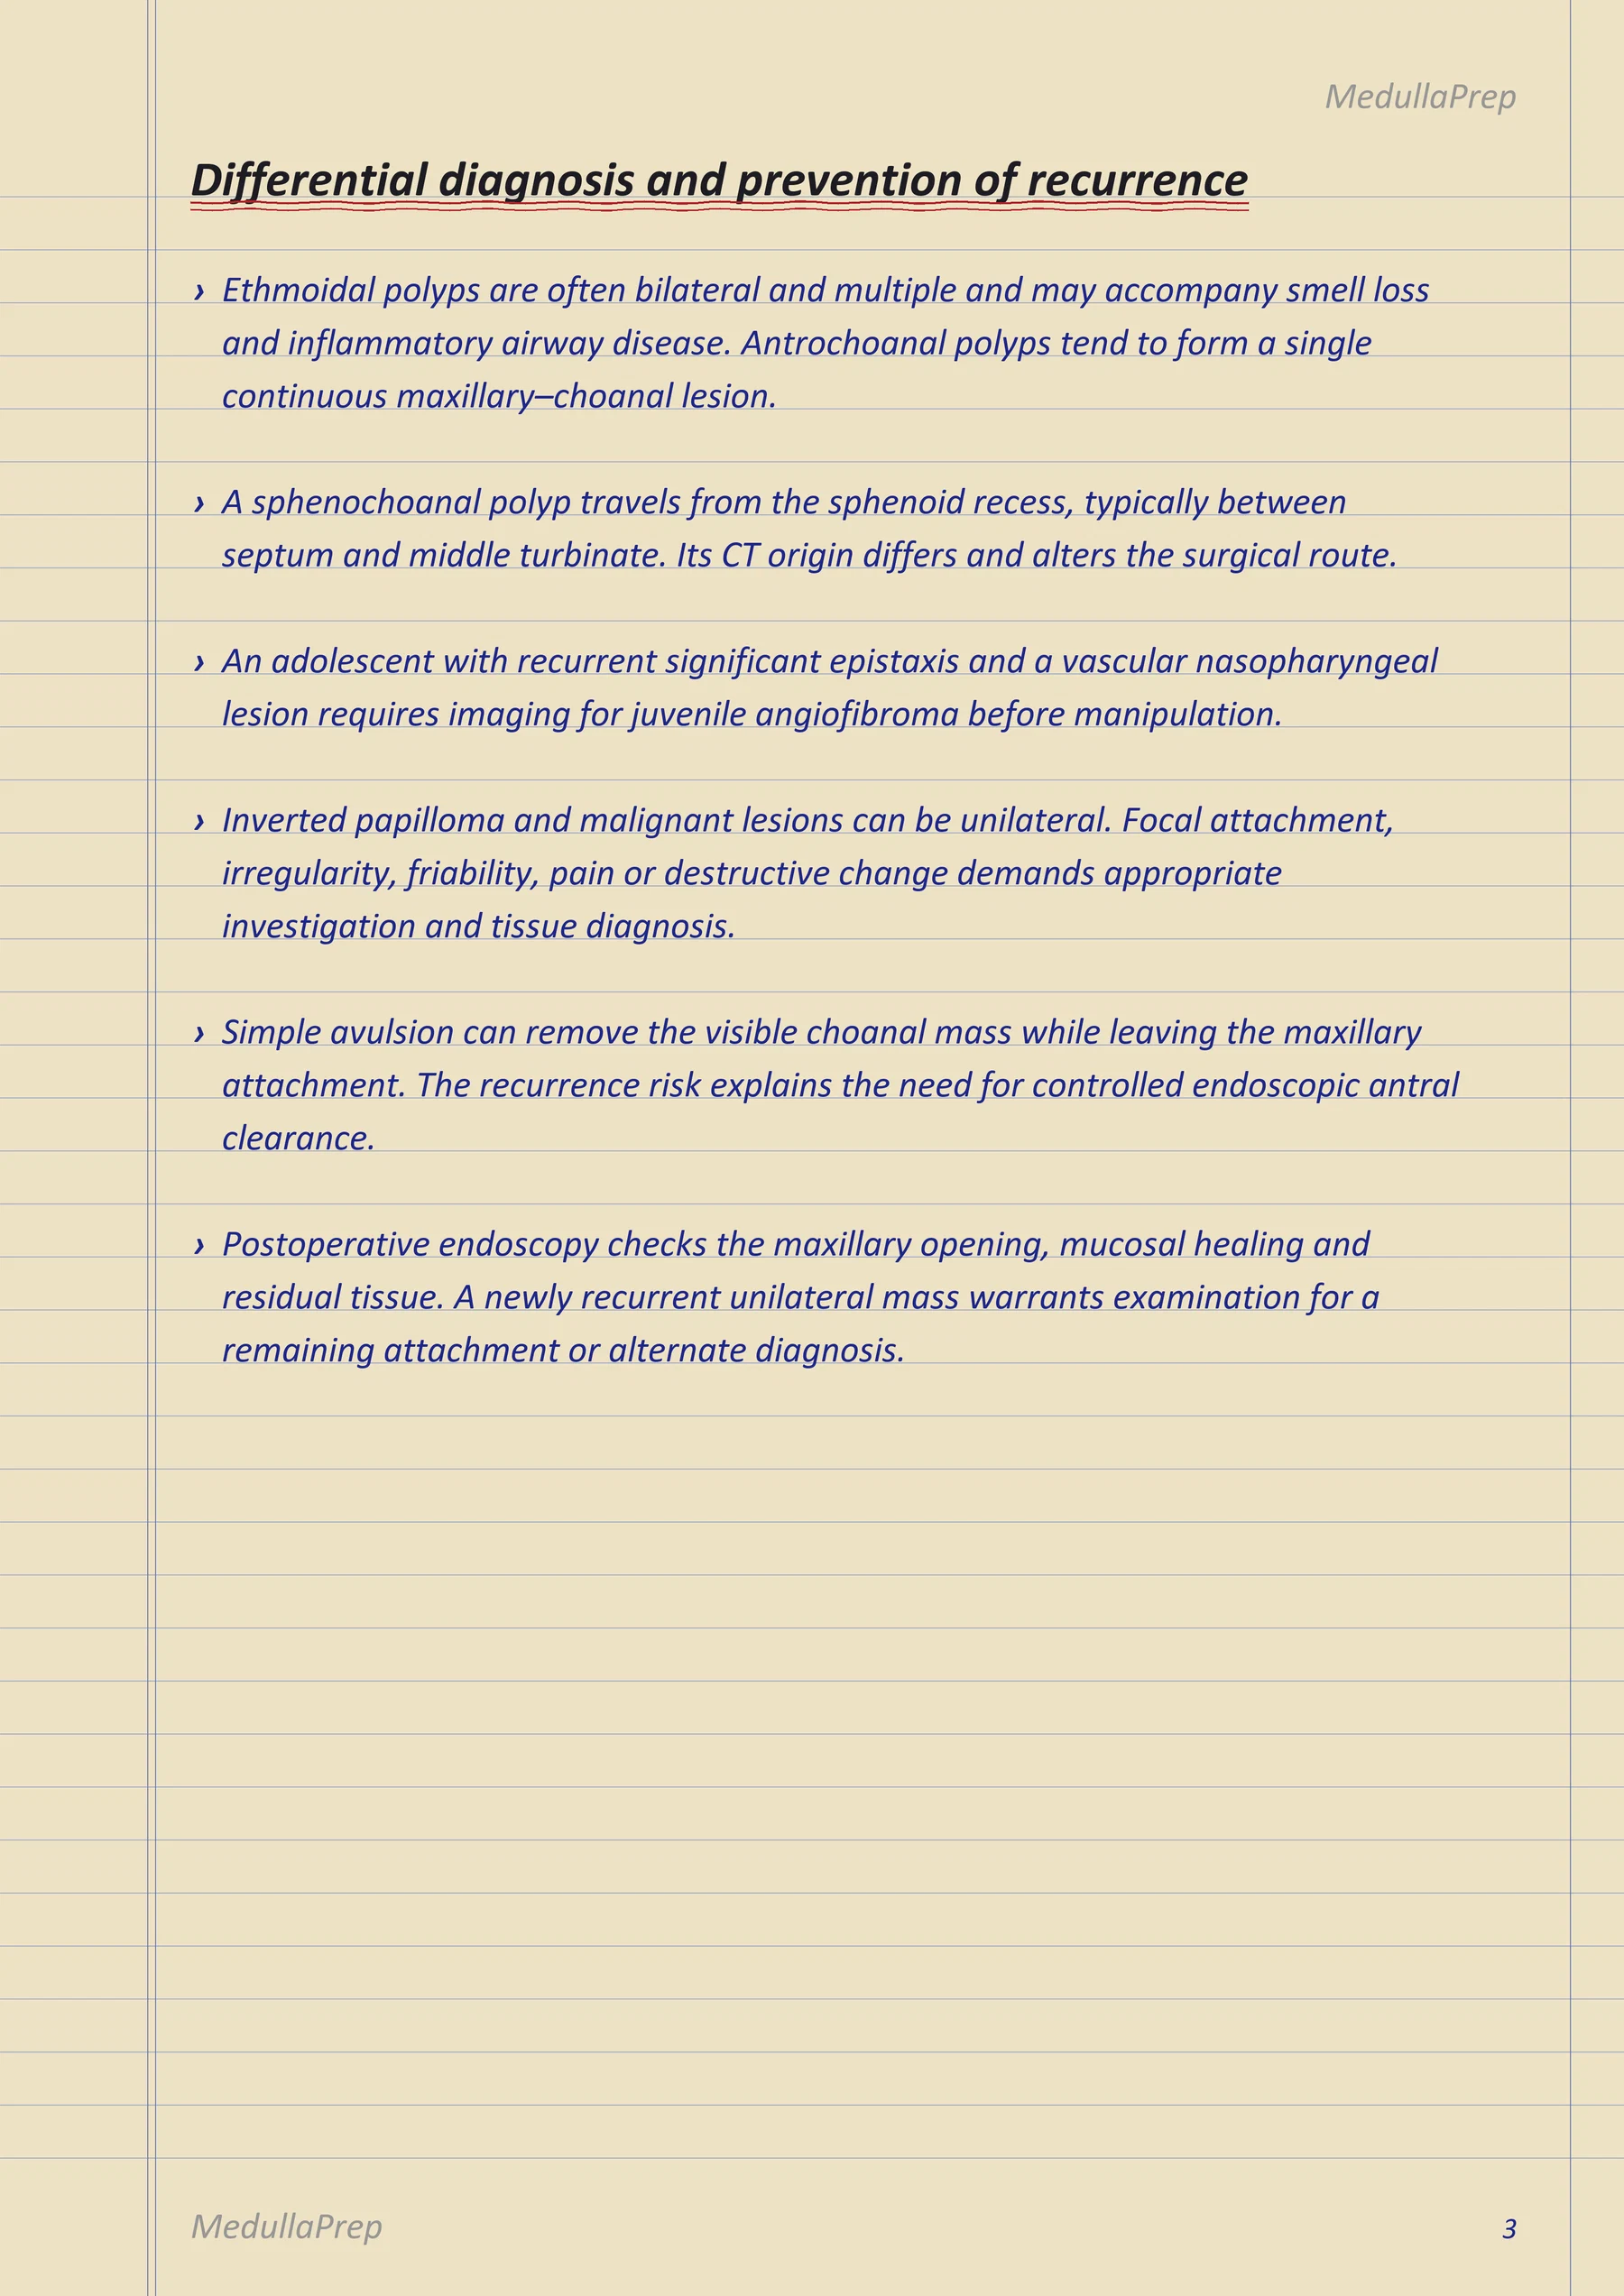 MedullaPrep
Differential diagnosis and prevention of recurrence
› Ethmoidal polyps are often bilateral and multiple and may accompany smell loss
and inflammatory airway disease. Antrochoanal polyps tend to form a single
continuous maxillary–choanal lesion.
› A sphenochoanal polyp travels from the sphenoid recess, typically between
septum and middle turbinate. Its CT origin differs and alters the surgical route.
› An adolescent with recurrent significant epistaxis and a vascular nasopharyngeal
lesion requires imaging for juvenile angiofibroma before manipulation.
› Inverted papilloma and malignant lesions can be unilateral. Focal attachment,
irregularity, friability, pain or destructive change demands appropriate
investigation and tissue diagnosis.
› Simple avulsion can remove the visible choanal mass while leaving the maxillary
attachment. The recurrence risk explains the need for controlled endoscopic antral
clearance.
› Postoperative endoscopy checks the maxillary opening, mucosal healing and
residual tissue. A newly recurrent unilateral mass warrants examination for a
remaining attachment or alternate diagnosis.
MedullaPrep
3